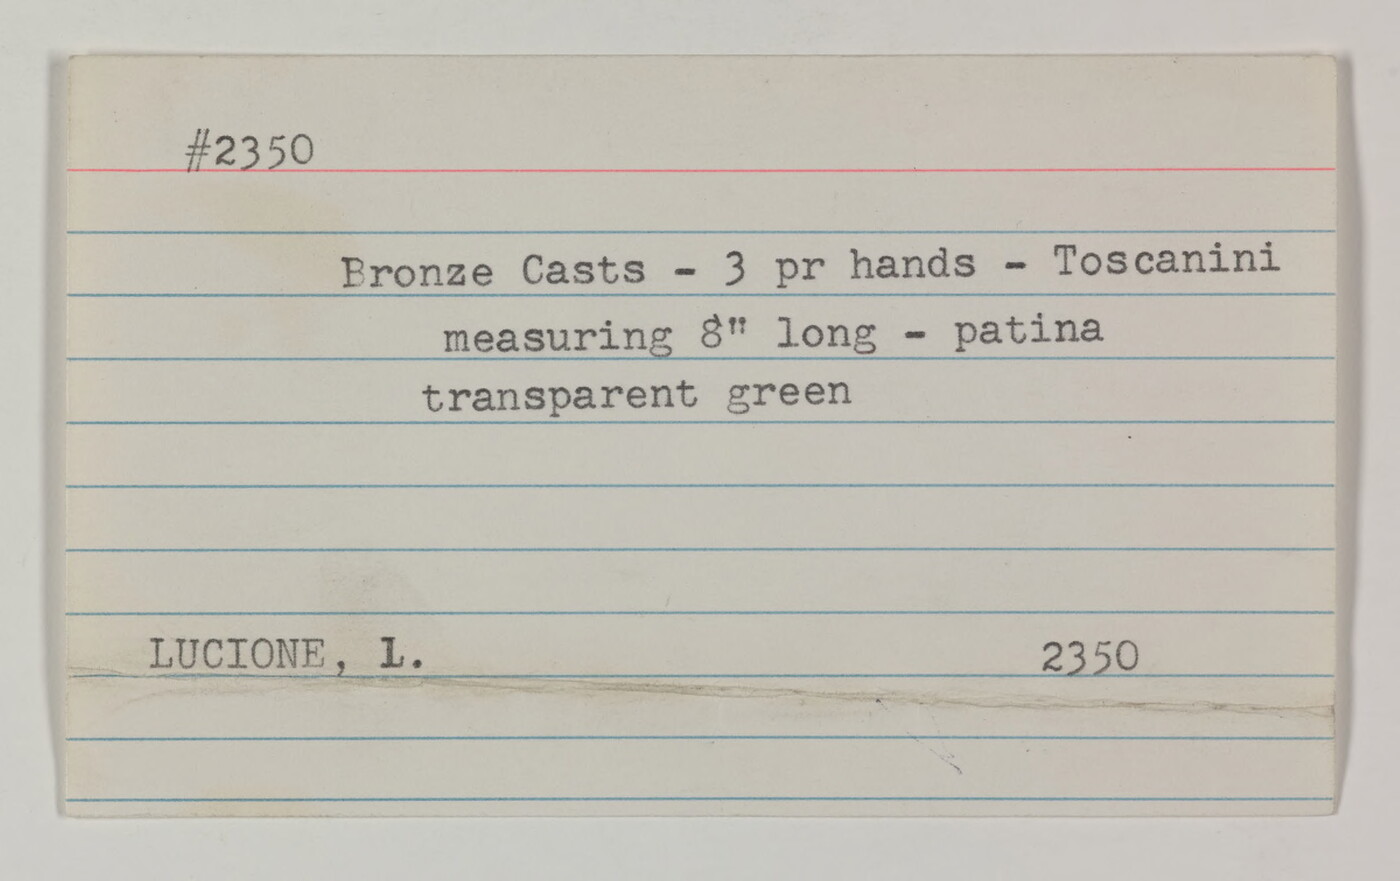 #2350
Bronze Casts - 3 pr hands - Toscanini
measuring 8" long - patina
transparent green
LUCIONE, L. 2350